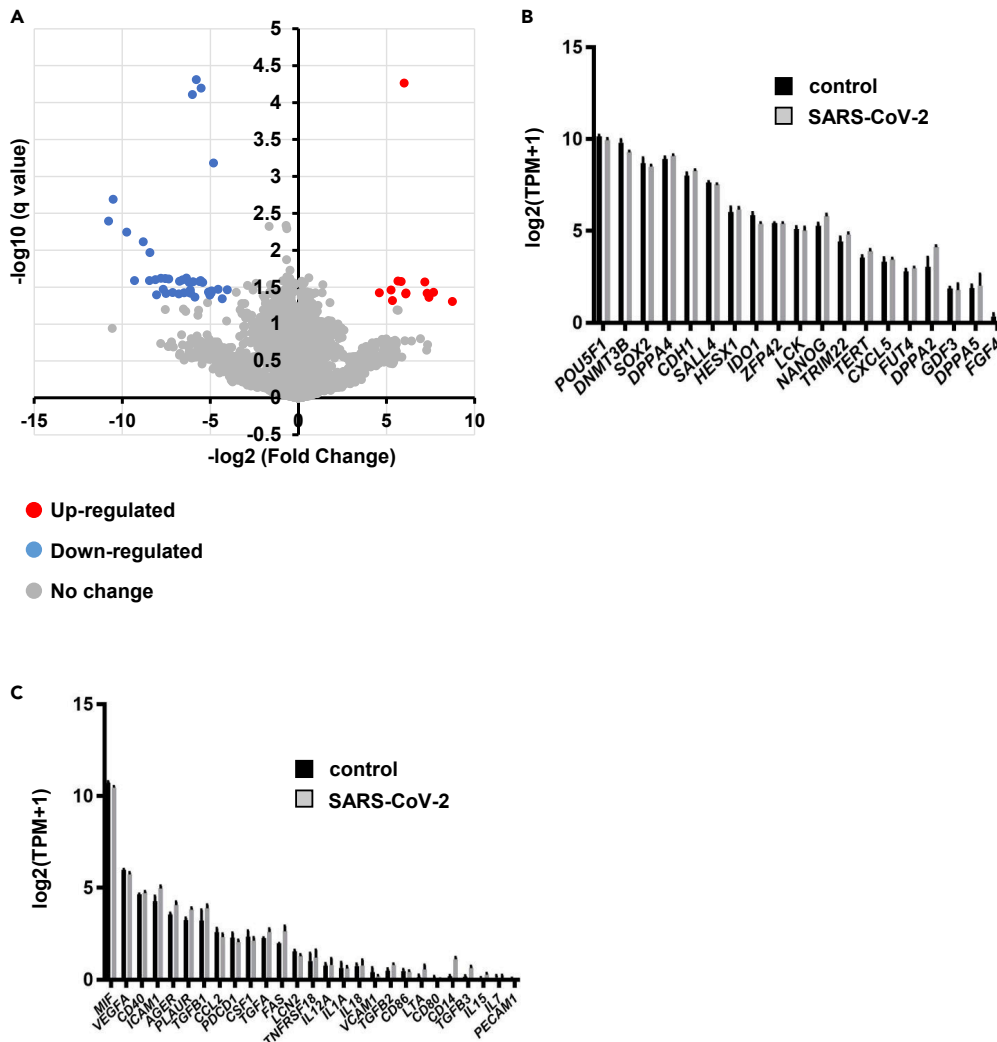 A
5
4.5
4
3.5
3
2.5
2
1.5
1
0.5
0
-0.5
-15
-10
-5
0
5
10
-log10 (q value)
-log2 (Fold Change)
Up-regulated
Down-regulated
No change
B
15
10
5
0
log2(TPM+1)
control
SARS-CoV-2
POU5F1
DNMT3B
SOX2
DPPA4
CDH1
SALL4
HESX1
IDO1
ZFP42
LCK
NANOG
TRIM22
TERT
CXCL5
FUT4
DPPA2
GDF3
DPPA5
FGF4
C
15
10
5
0
log2(TPM+1)
control
SARS-CoV-2
MIF
VEGFA
CD40
ICAM1
AGER
PLAUR
TGFB1
CCL2
PDCD1
CSF1
TGFA
FAS
LCN2
TNFRSF18
IL12A
IL1A
IL18
VCAM1
TGFB2
CD86
LTA
CD80
CD14
TGFB3
IL15
IL7
PECAM1